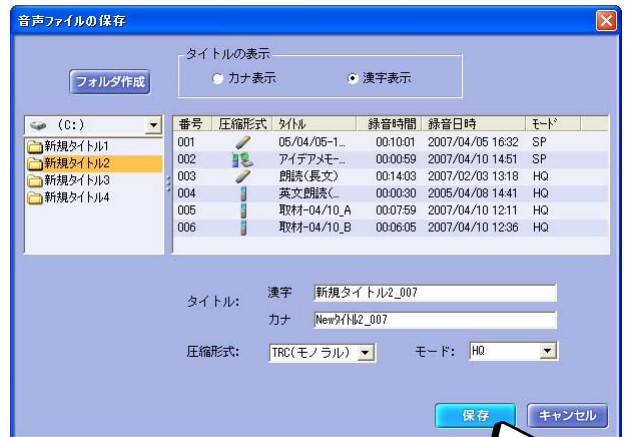 音声ファイルの保存
タイトルの表示
フォルダ作成
カナ表示 漢字表示
(C:)
新規タイトル1
新規タイトル2
新規タイトル3
新規タイトル4
番号 圧縮形式 タイトル 録音時間 録音日時 モード
001 05/04/05-1... 00:10:01 2007/04/05 16:32 SP
002 アイデアメモ-... 00:00:59 2007/04/10 14:51 SP
003 朗読(長文) 00:14:03 2007/02/03 13:18 HQ
004 英文朗読(... 00:00:30 2005/04/08 14:41 HQ
005 取材-04/10_A 00:07:59 2007/04/10 12:11 HQ
006 取材-04/10_B 00:06:05 2007/04/10 12:36 HQ
タイトル: 漢字 新規タイトル2_007
カナ Newタイトル2_007
圧縮形式: TRC(モノラル) モード: HQ
保存 キャンセル